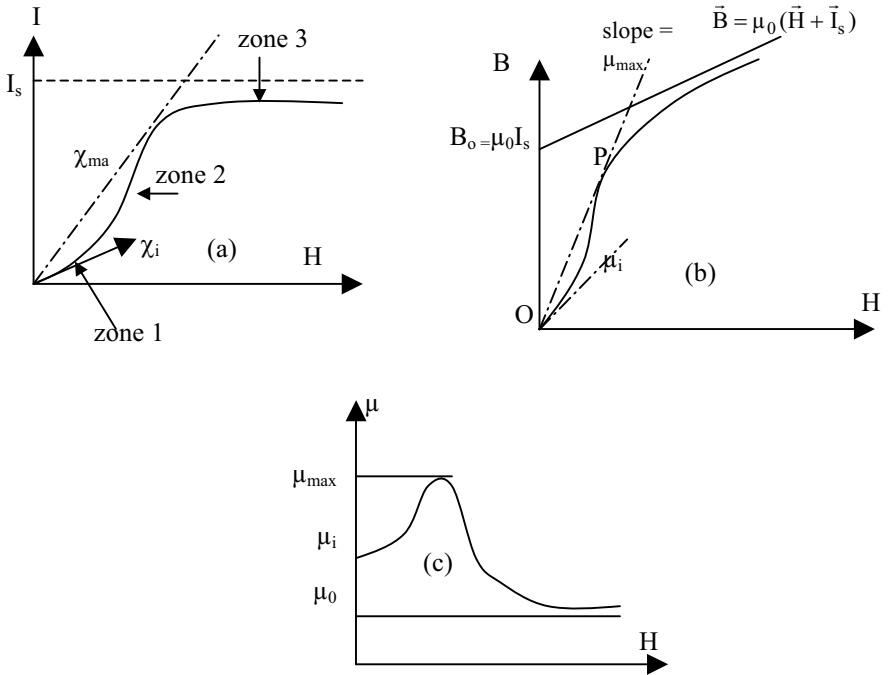 I
zone 3
I_s
χ_ma
zone 2
χ_i
(a)
H
zone 1
slope =
μ_max
B⃗ = μ_0(H⃗ + I⃗_s)
B
B_o =μ_0I_s
P
μ_i
(b)
O
H
μ
μ_max
μ_i
(c)
μ_0
H